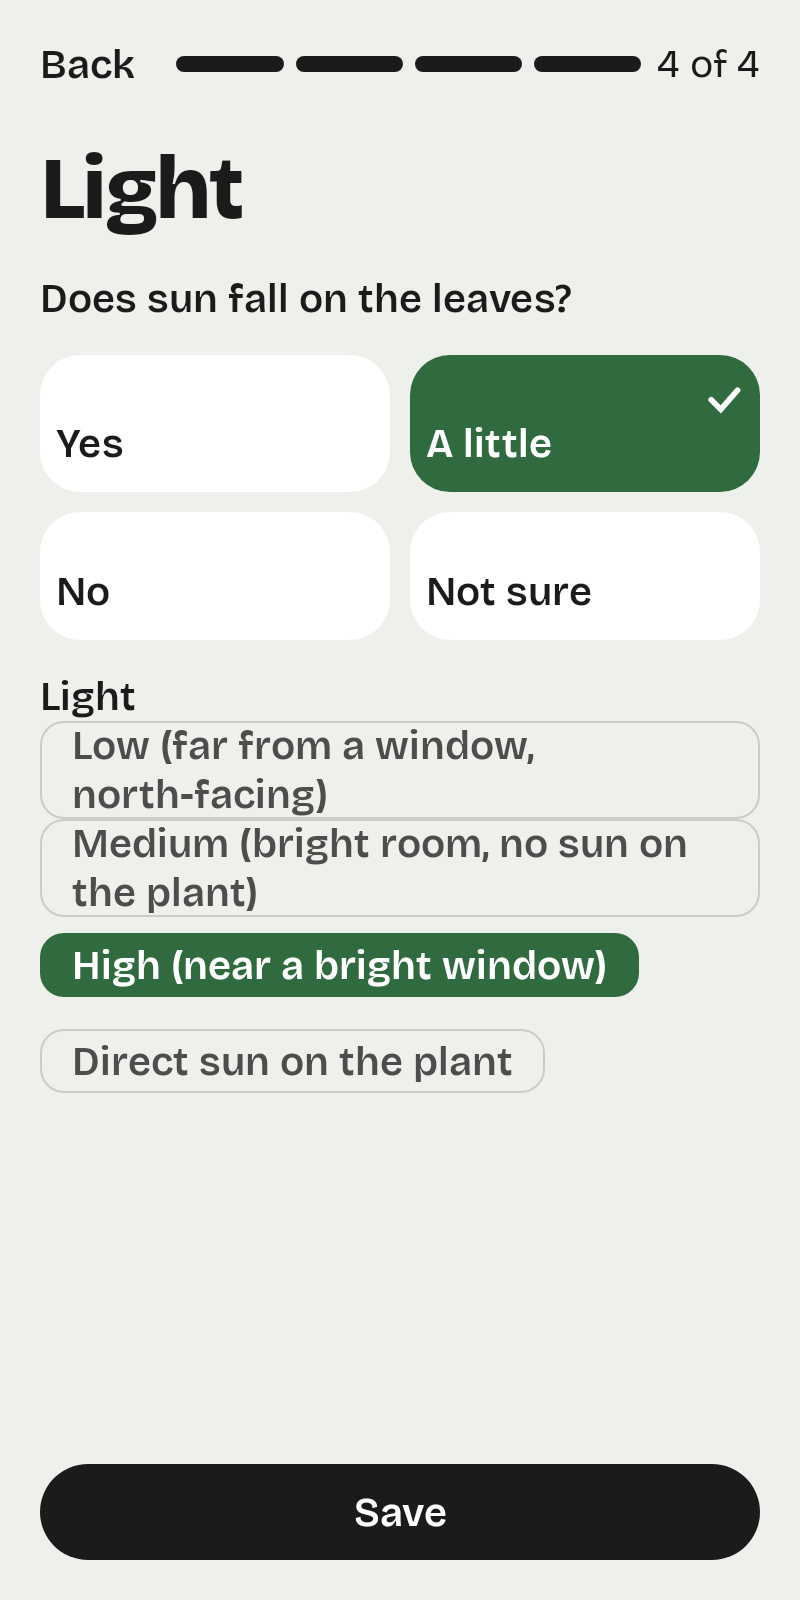 Back
4 of 4
Light
Does sun fall on the leaves?
Yes
A little
No
Not sure
Light
Low (far from a window,
north-facing)
Medium (bright room, no sun on
the plant)
High (near a bright window)
Direct sun on the plant
Save